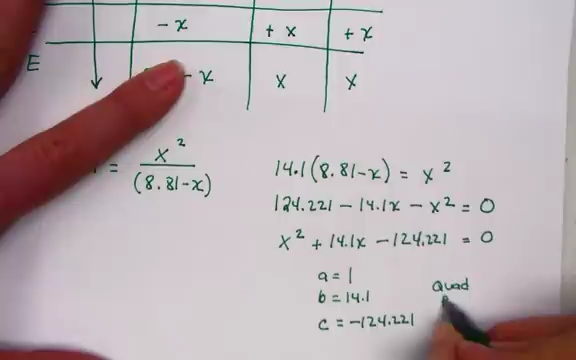 - x + x + x
E - x x x
= x² / (8.81-x)
14.1(8.81-x) = x²
124.221 - 14.1x - x² = 0
x² + 14.1x - 124.221 = 0
a = 1
b = 14.1
c = -124.221
Quad